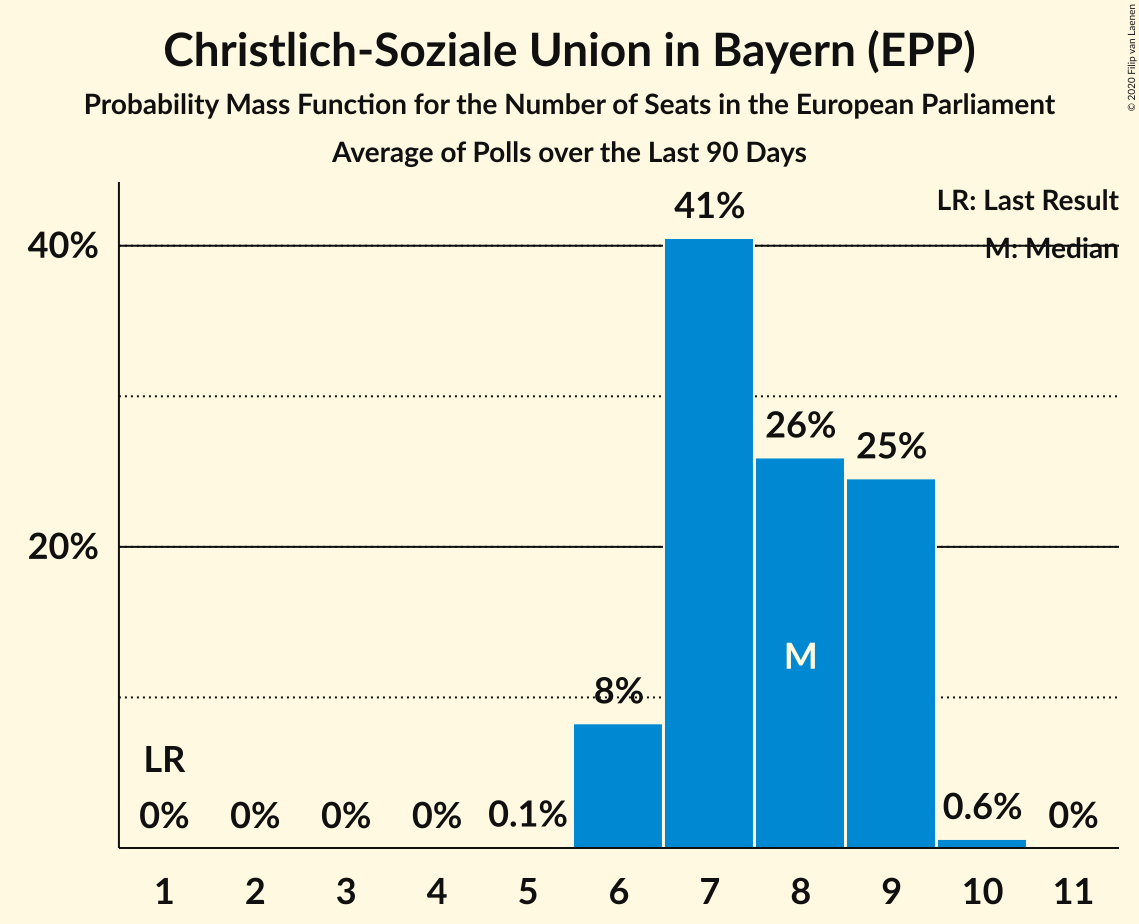 Christlich-Soziale Union in Bayern (EPP)
Probability Mass Function for the Number of Seats in the European Parliament
Average of Polls over the Last 90 Days
© 2020 Filip van Laenen
LR: Last Result
M: Median
40%
20%
41%
26%
25%
M
8%
LR
0%
0%
0%
0%
0.1%
0.6%
0%
1 2 3 4 5 6 7 8 9 10 11